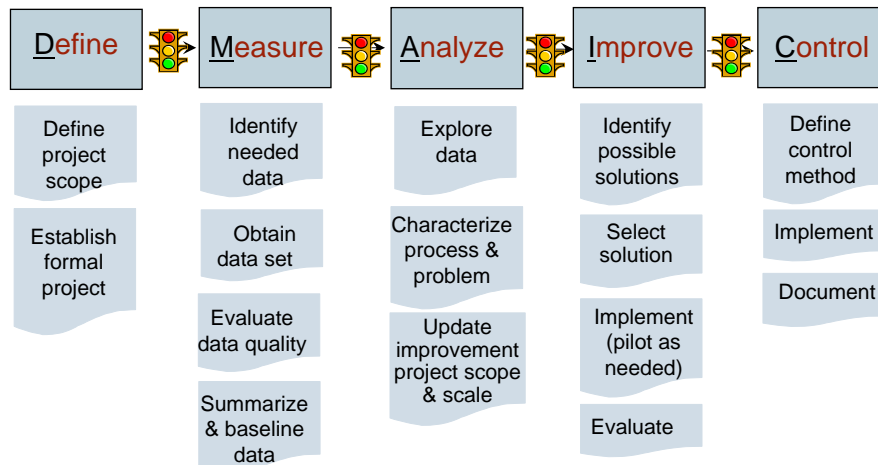 Define
Measure
Analyze
Improve
Control
Define
project
scope
Establish
formal
project
Identify
needed
data
Obtain
data set
Evaluate
data quality
Summarize
& baseline
data
Explore
data
Characterize
process &
problem
Update
improvement
project scope
& scale
Identify
possible
solutions
Select
solution
Implement
(pilot as
needed)
Evaluate
Define
control
method
Implement
Document